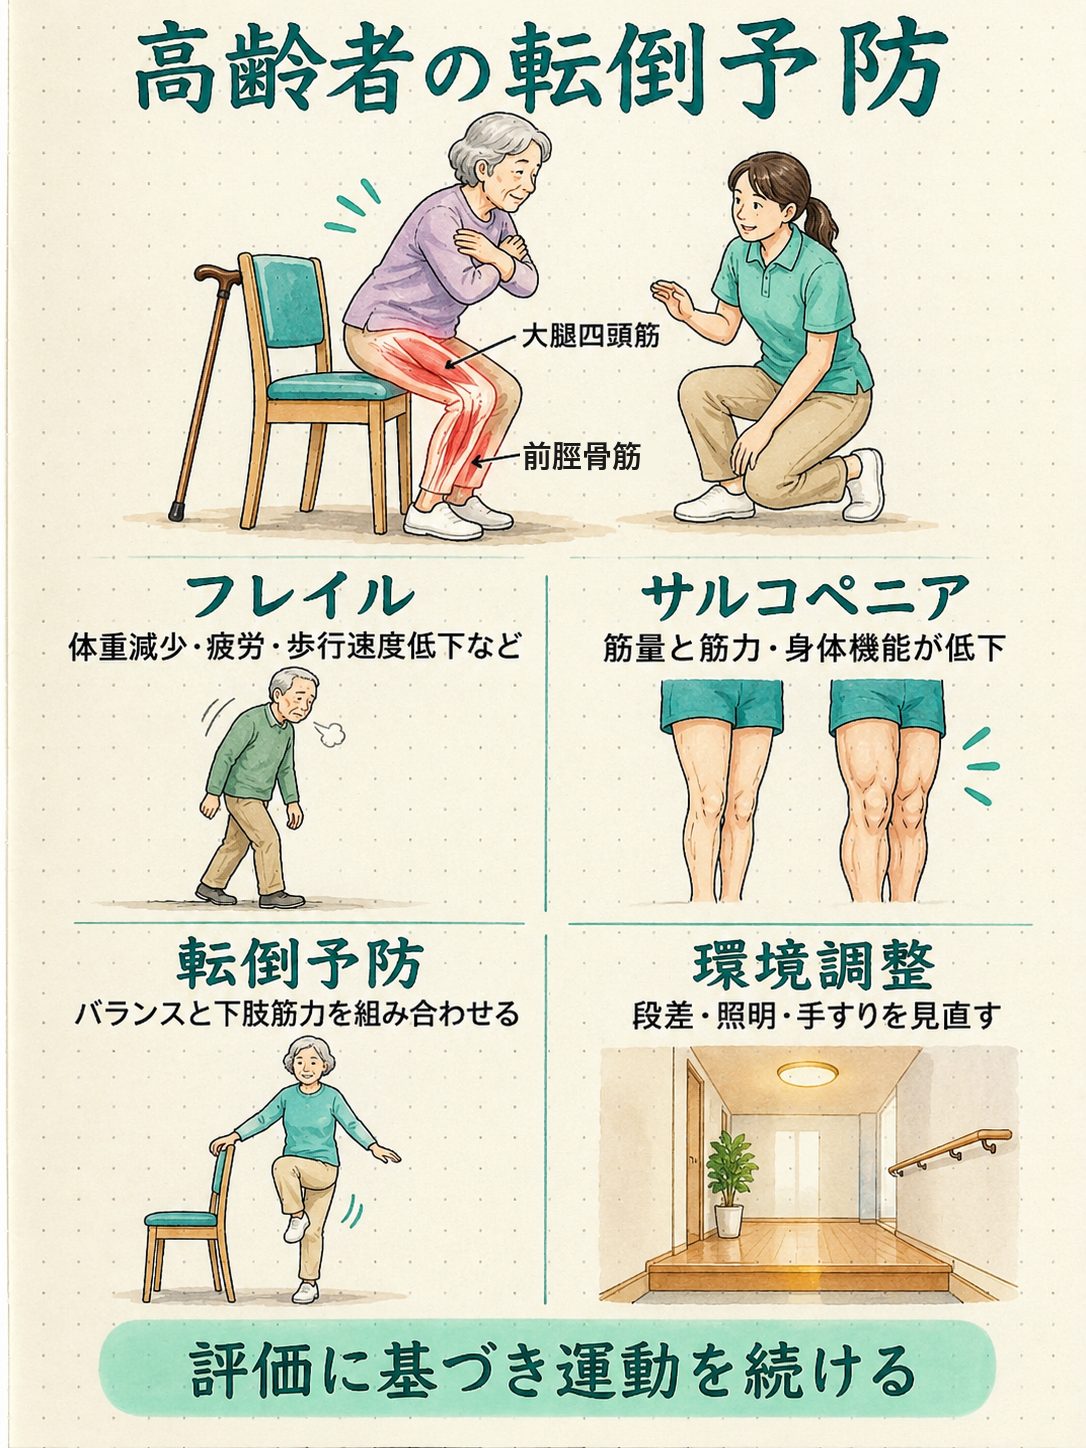 高齢者の転倒予防
大腿四頭筋
前脛骨筋
フレイル
体重減少・疲労・歩行速度低下など
サルコペニア
筋量と筋力・身体機能が低下
転倒予防
バランスと下肢筋力を組み合わせる
環境調整
段差・照明・手すりを見直す
評価に基づき運動を続ける